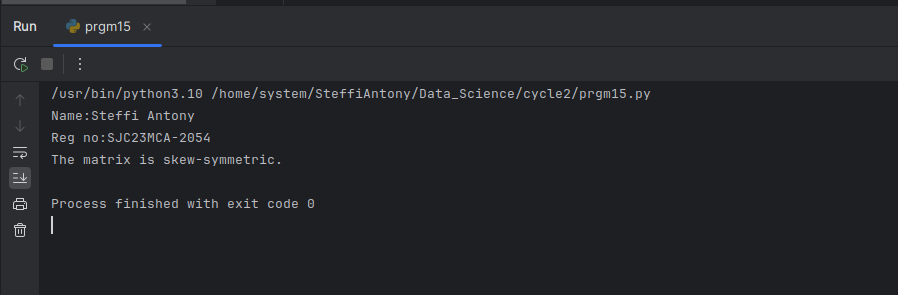 Run
prgm15
/usr/bin/python3.10 /home/system/SteffiAntony/Data_Science/cycle2/prgm15.py
Name:Steffi Antony
Reg no:SJC23MCA-2054
The matrix is skew-symmetric.
Process finished with exit code 0